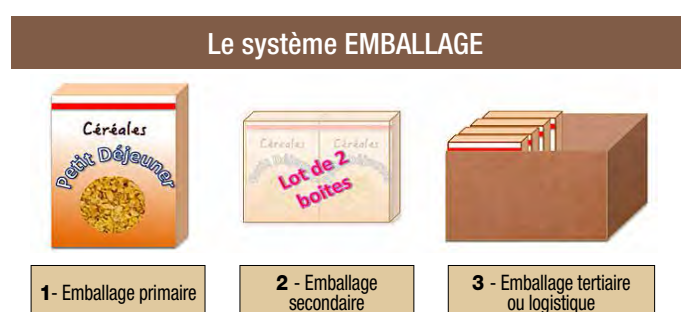 Le système EMBALLAGE
Céréales
Petit Déjeuner
Céréales Céréales
Lot de 2
boites
1- Emballage primaire
2 - Emballage
secondaire
3 - Emballage tertiaire
ou logistique